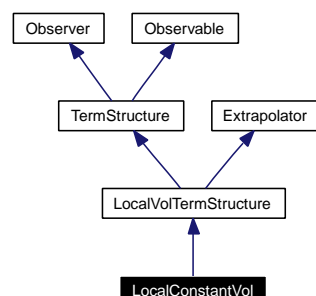 Observer
Observable
TermStructure
Extrapolator
LocalVolTermStructure
LocalConstantVol